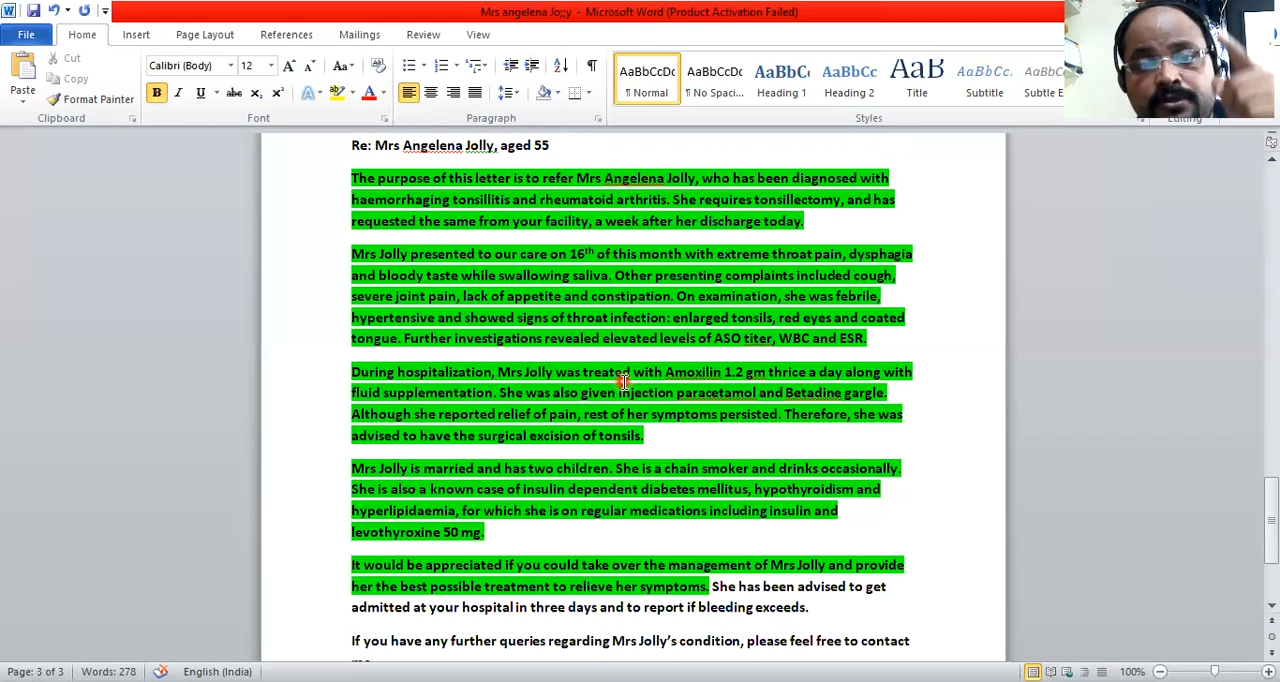 Mrs angelena Jo;;y - Microsoft Word (Product Activation Failed)
File Home Insert Page Layout References Mailings Review View
Cut
Copy
Paste
Format Painter
Clipboard
Calibri (Body) 12
Font
Paragraph
AaBbCcDc AaBbCcDc AaBbCc AaBbCc AaB AaBbCcDc AaBbCcDc
Normal No Spaci... Heading 1 Heading 2 Title Subtitle Subtle E
Styles
Editing
Re: Mrs Angelena Jolly, aged 55
The purpose of this letter is to refer Mrs Angelena Jolly, who has been diagnosed with
haemorrhaging tonsillitis and rheumatoid arthritis. She requires tonsillectomy, and has
requested the same from your facility, a week after her discharge today.
Mrs Jolly presented to our care on 16th of this month with extreme throat pain, dysphagia
and bloody taste while swallowing saliva. Other presenting complaints included cough,
severe joint pain, lack of appetite and constipation. On examination, she was febrile,
hypertensive and showed signs of throat infection: enlarged tonsils, red eyes and coated
tongue. Further investigations revealed elevated levels of ASO titer, WBC and ESR.
During hospitalization, Mrs Jolly was treated with Amoxilin 1.2 gm thrice a day along with
fluid supplementation. She was also given injection paracetamol and Betadine gargle.
Although she reported relief of pain, rest of her symptoms persisted. Therefore, she was
advised to have the surgical excision of tonsils.
Mrs Jolly is married and has two children. She is a chain smoker and drinks occasionally.
She is also a known case of insulin dependent diabetes mellitus, hypothyroidism and
hyperlipidaemia, for which she is on regular medications including insulin and
levothyroxine 50 mg.
It would be appreciated if you could take over the management of Mrs Jolly and provide
her the best possible treatment to relieve her symptoms. She has been advised to get
admitted at your hospital in three days and to report if bleeding exceeds.
If you have any further queries regarding Mrs Jolly's condition, please feel free to contact
Page: 3 of 3 Words: 278 English (India) 100%